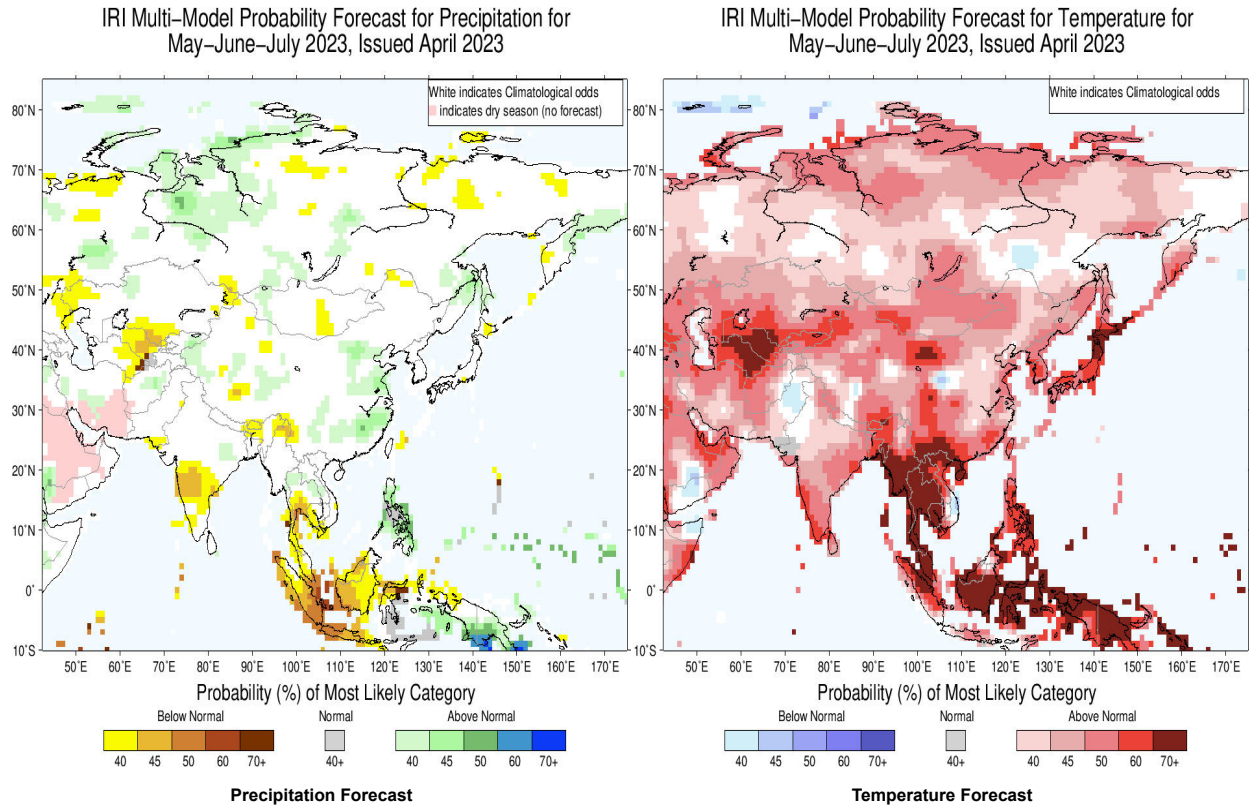 IRI Multi-Model Probability Forecast for Precipitation for
May-June-July 2023, Issued April 2023
White indicates Climatological odds
indicates dry season (no forecast)
80˚N
70˚N
60˚N
50˚N
40˚N
30˚N
20˚N
10˚N
0˚
10˚S
50˚E 60˚E 70˚E 80˚E 90˚E 100˚E 110˚E 120˚E 130˚E 140˚E 150˚E 160˚E 170˚E
Probability (%) of Most Likely Category
Below Normal Normal Above Normal
40 45 50 60 70+ 40+ 40 45 50 60 70+
Precipitation Forecast
IRI Multi-Model Probability Forecast for Temperature for
May-June-July 2023, Issued April 2023
White indicates Climatological odds
80˚N
70˚N
60˚N
50˚N
40˚N
30˚N
20˚N
10˚N
0˚
10˚S
50˚E 60˚E 70˚E 80˚E 90˚E 100˚E 110˚E 120˚E 130˚E 140˚E 150˚E 160˚E 170˚E
Probability (%) of Most Likely Category
Below Normal Normal Above Normal
40 45 50 60 70+ 40+ 40 45 50 60 70+
Temperature Forecast